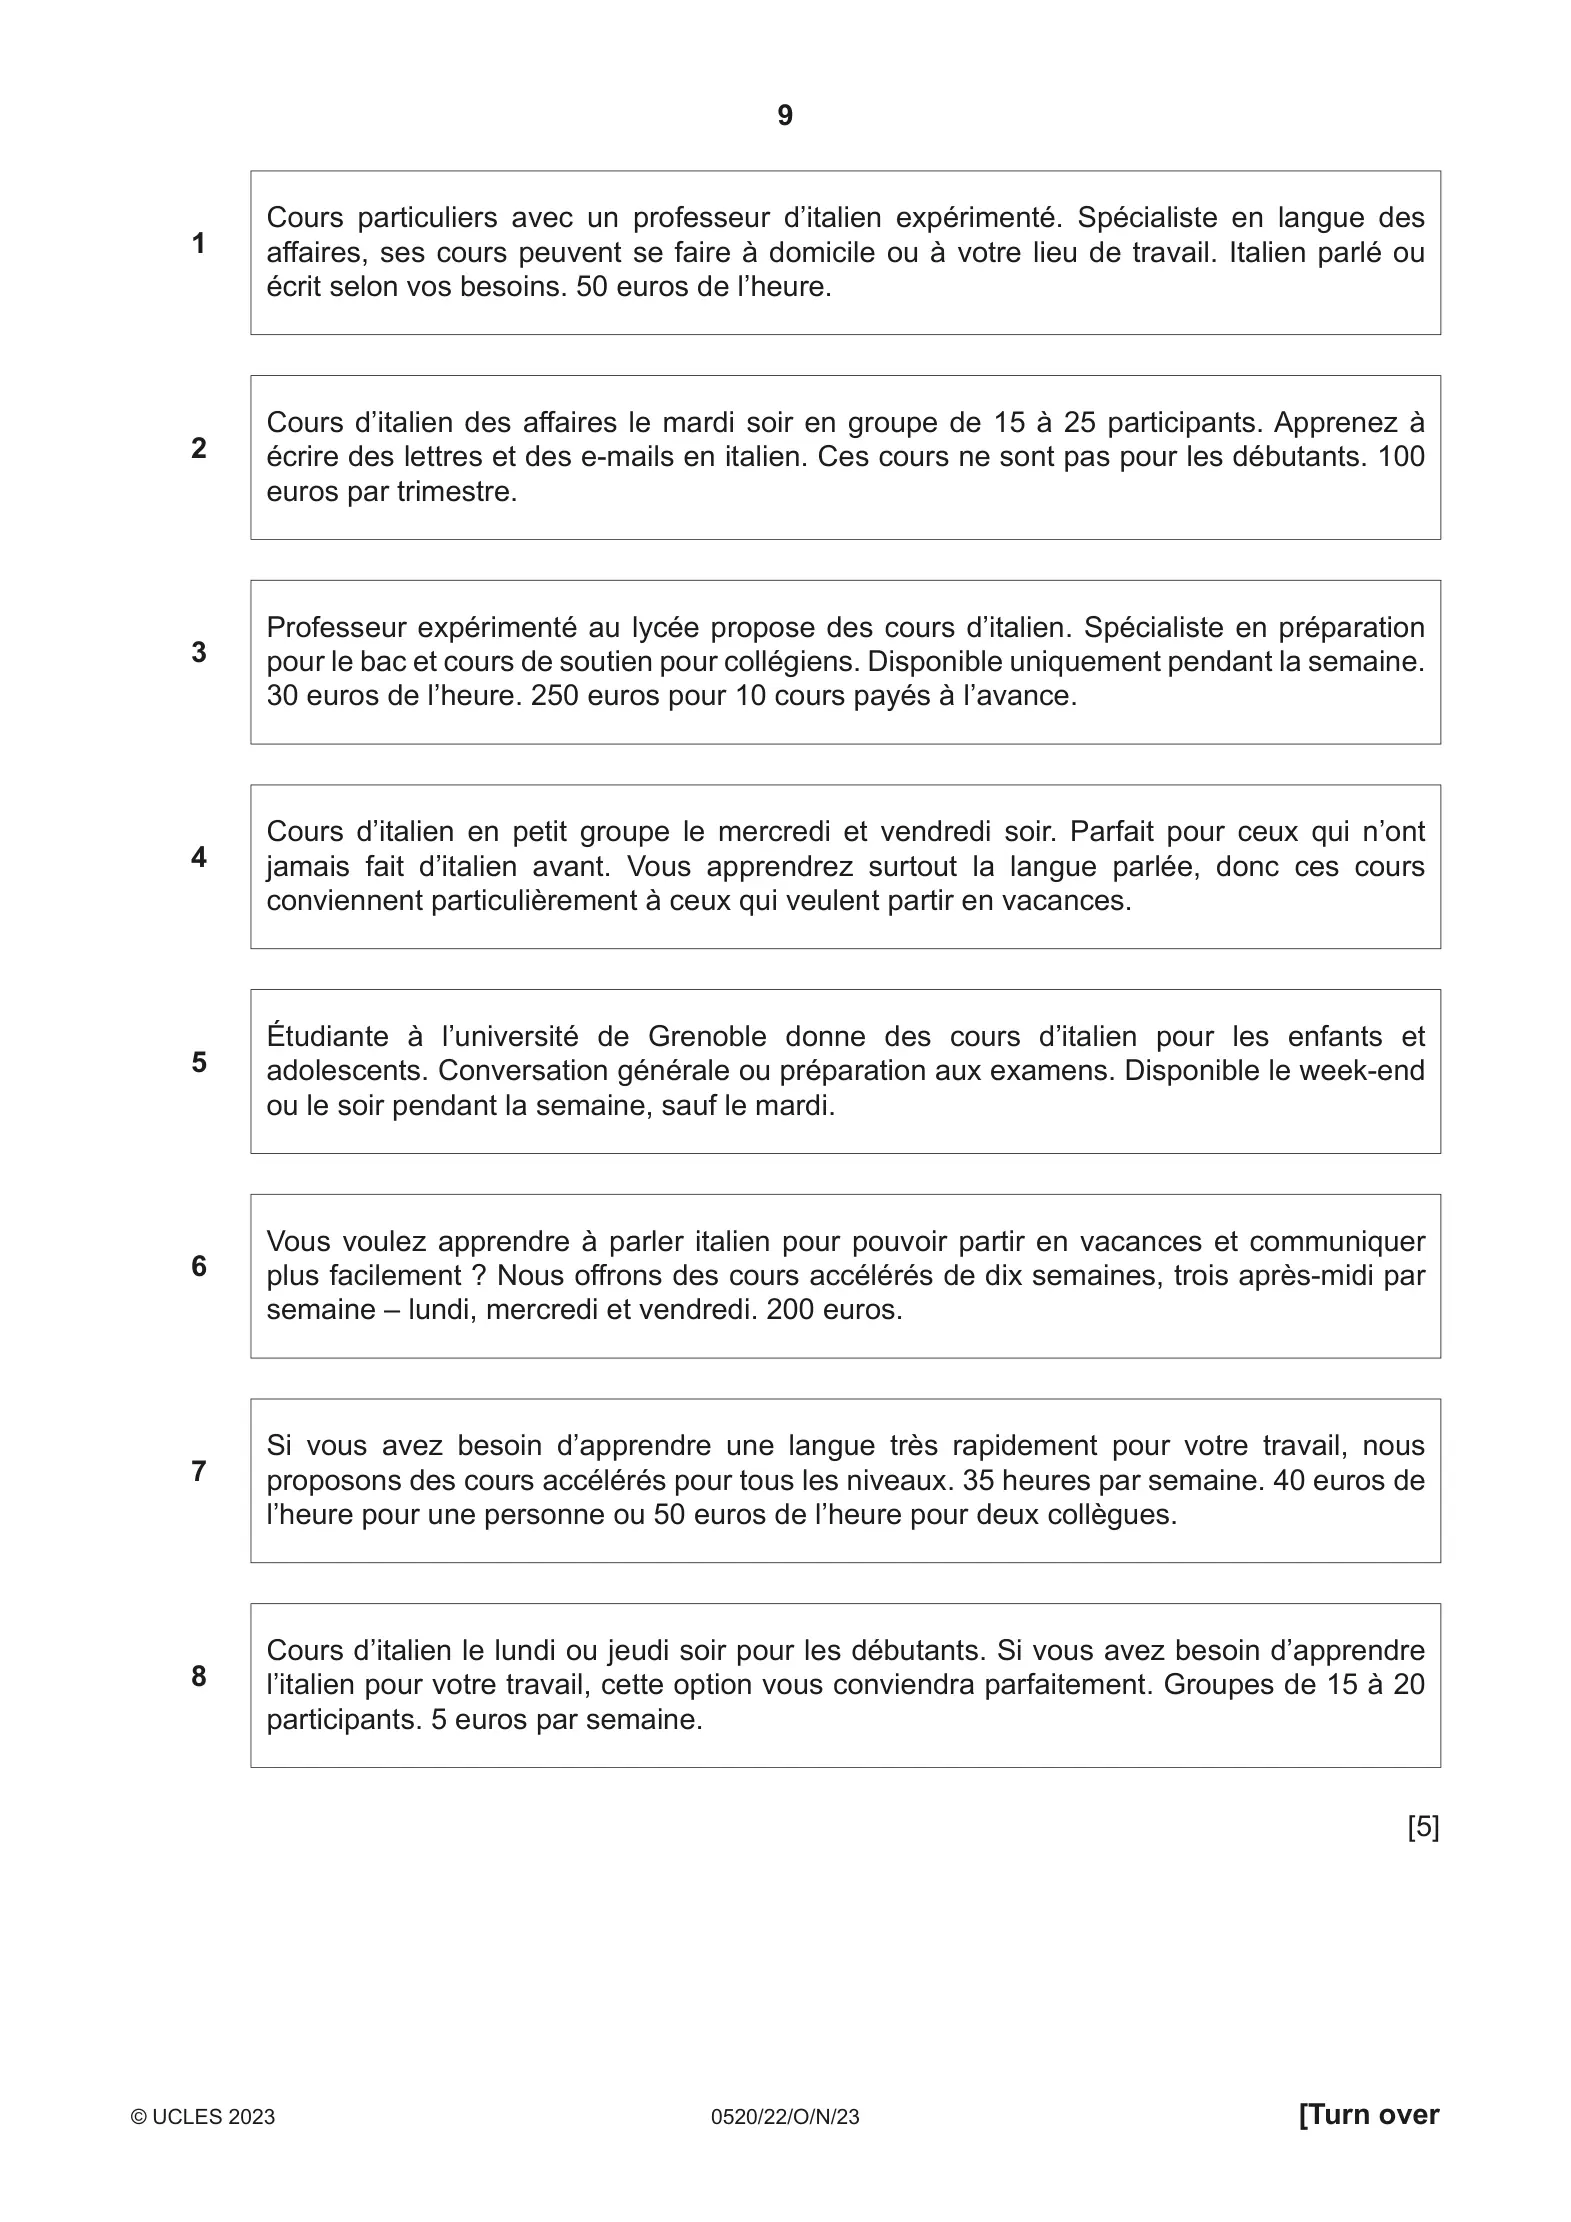 9
1
Cours particuliers avec un professeur d’italien expérimenté. Spécialiste en langue des
affaires, ses cours peuvent se faire à domicile ou à votre lieu de travail. Italien parlé ou
écrit selon vos besoins. 50 euros de l’heure.
2
Cours d’italien des affaires le mardi soir en groupe de 15 à 25 participants. Apprenez à
écrire des lettres et des e-mails en italien. Ces cours ne sont pas pour les débutants. 100
euros par trimestre.
3
Professeur expérimenté au lycée propose des cours d’italien. Spécialiste en préparation
pour le bac et cours de soutien pour collégiens. Disponible uniquement pendant la semaine.
30 euros de l’heure. 250 euros pour 10 cours payés à l’avance.
4
Cours d’italien en petit groupe le mercredi et vendredi soir. Parfait pour ceux qui n’ont
jamais fait d’italien avant. Vous apprendrez surtout la langue parlée, donc ces cours
conviennent particulièrement à ceux qui veulent partir en vacances.
5
Étudiante à l’université de Grenoble donne des cours d’italien pour les enfants et
adolescents. Conversation générale ou préparation aux examens. Disponible le week-end
ou le soir pendant la semaine, sauf le mardi.
6
Vous voulez apprendre à parler italien pour pouvoir partir en vacances et communiquer
plus facilement ? Nous offrons des cours accélérés de dix semaines, trois après-midi par
semaine – lundi, mercredi et vendredi. 200 euros.
7
Si vous avez besoin d’apprendre une langue très rapidement pour votre travail, nous
proposons des cours accélérés pour tous les niveaux. 35 heures par semaine. 40 euros de
l’heure pour une personne ou 50 euros de l’heure pour deux collègues.
8
Cours d’italien le lundi ou jeudi soir pour les débutants. Si vous avez besoin d’apprendre
l’italien pour votre travail, cette option vous conviendra parfaitement. Groupes de 15 à 20
participants. 5 euros par semaine.
[5]
© UCLES 2023
0520/22/O/N/23
[Turn over